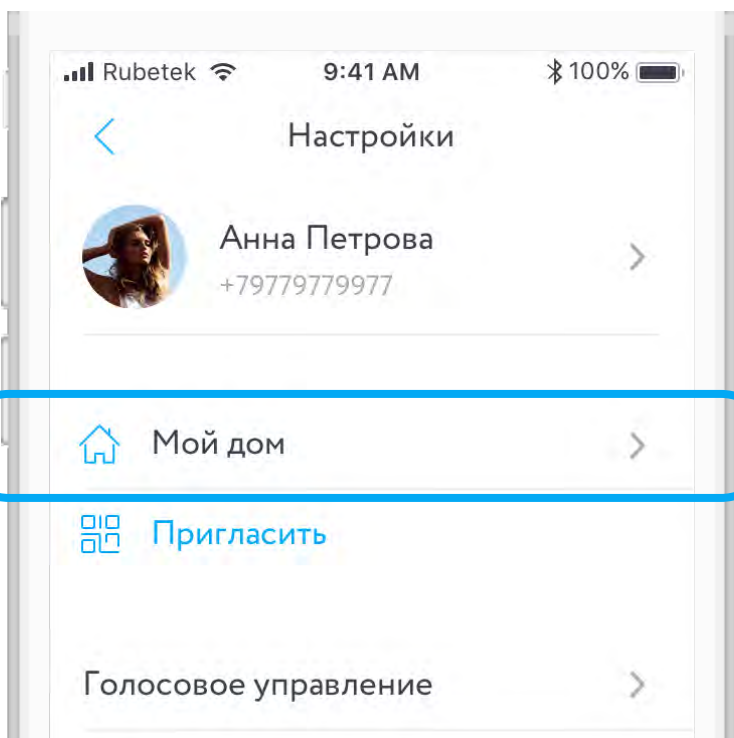 Rubetek 9:41 AM 100%
Настройки
Анна Петрова
+79779779977
Мой дом
Пригласить
Голосовое управление